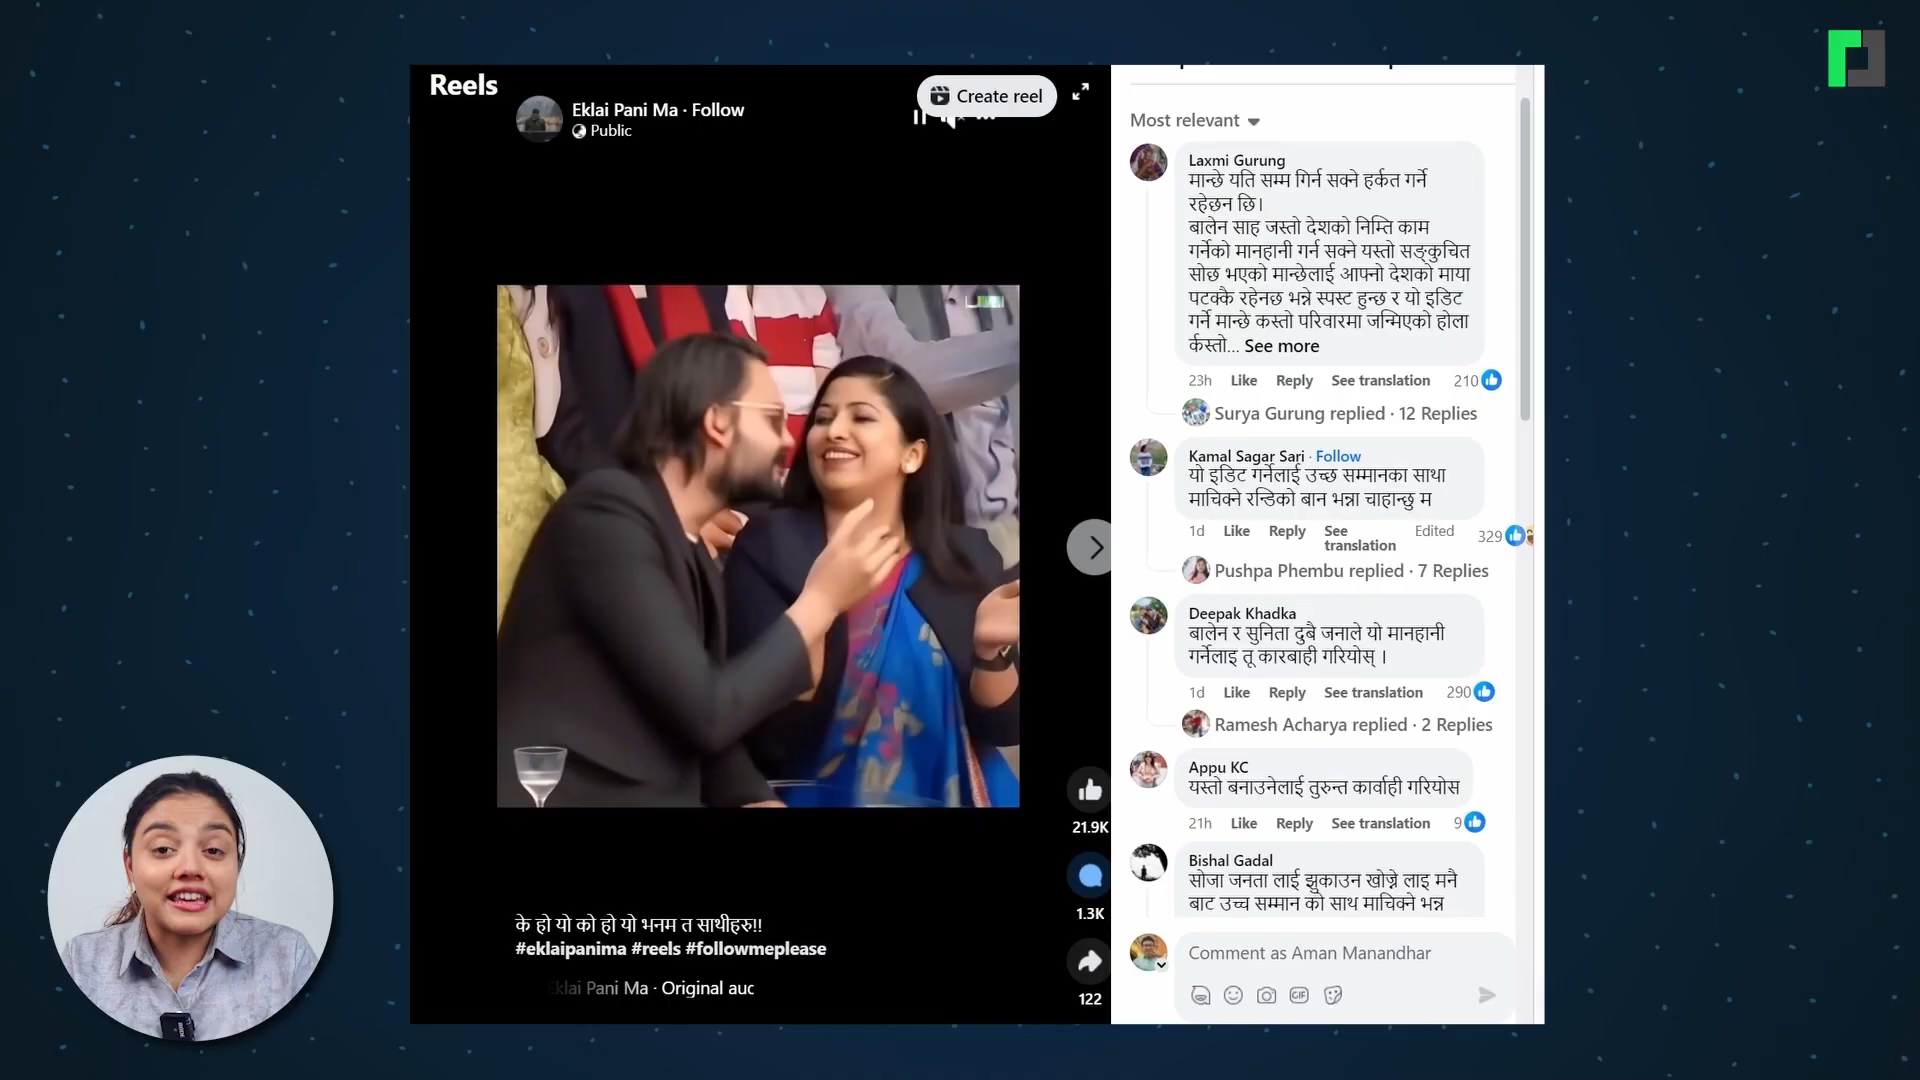 Reels
Eklai Pani Ma · Follow
Public
Create reel
के हो यो को हो यो भनम त साथीहरु!!
#eklaipanima #reels #followmeplease
Eklai Pani Ma · Original auc
21.9K
1.3K
122
Most relevant
Laxmi Gurung
मान्छे यति सम्म गिर्न सक्ने हर्कत गर्ने
रहेछन छि।
बालेन साह जस्तो देशको निम्ति काम
गर्नेको मानहानी गर्न सक्ने यस्तो सङ्कुचित
सोछ भएको मान्छेलाई आफ्नो देशको माया
पटक्कै रहेनछ भन्ने स्पस्ट हुन्छ र यो इडिट
गर्ने मान्छे कस्तो परिवारमा जन्मिएको होला
र्कस्तो... See more
23h Like Reply See translation 210
Surya Gurung replied · 12 Replies
Kamal Sagar Sari · Follow
यो इडिट गर्नेलाई उच्छ सम्मानका साथा
माचिक्ने रन्डिको बान भन्ना चाहान्छु म
1d Like Reply See translation Edited 329
Pushpa Phembu replied · 7 Replies
Deepak Khadka
बालेन र सुनिता दुबै जनाले यो मानहानी
गर्नेलाइ तू कारबाही गरियोस् ।
1d Like Reply See translation 290
Ramesh Acharya replied · 2 Replies
Appu KC
यस्तो बनाउनेलाई तुरुन्त कार्वाही गरियोस
21h Like Reply See translation 9
Bishal Gadal
सोजा जनता लाई झुकाउन खोज्ने लाइ मनै
बाट उच्च सम्मान को साथ माचिक्ने भन्न
Comment as Aman Manandhar
GIF